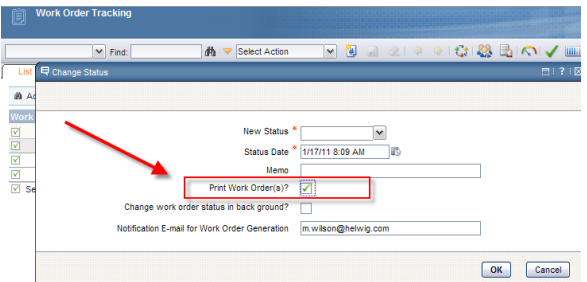 Work Order Tracking
Find: Select Action
List Change Status
Work
New Status *
Status Date * 1/17/11 8:09 AM
Memo
Print Work Order(s)?
Se
Change work order status in back ground?
Notification E-mail for Work Order Generation m.wilson@helwig.com
OK Cancel